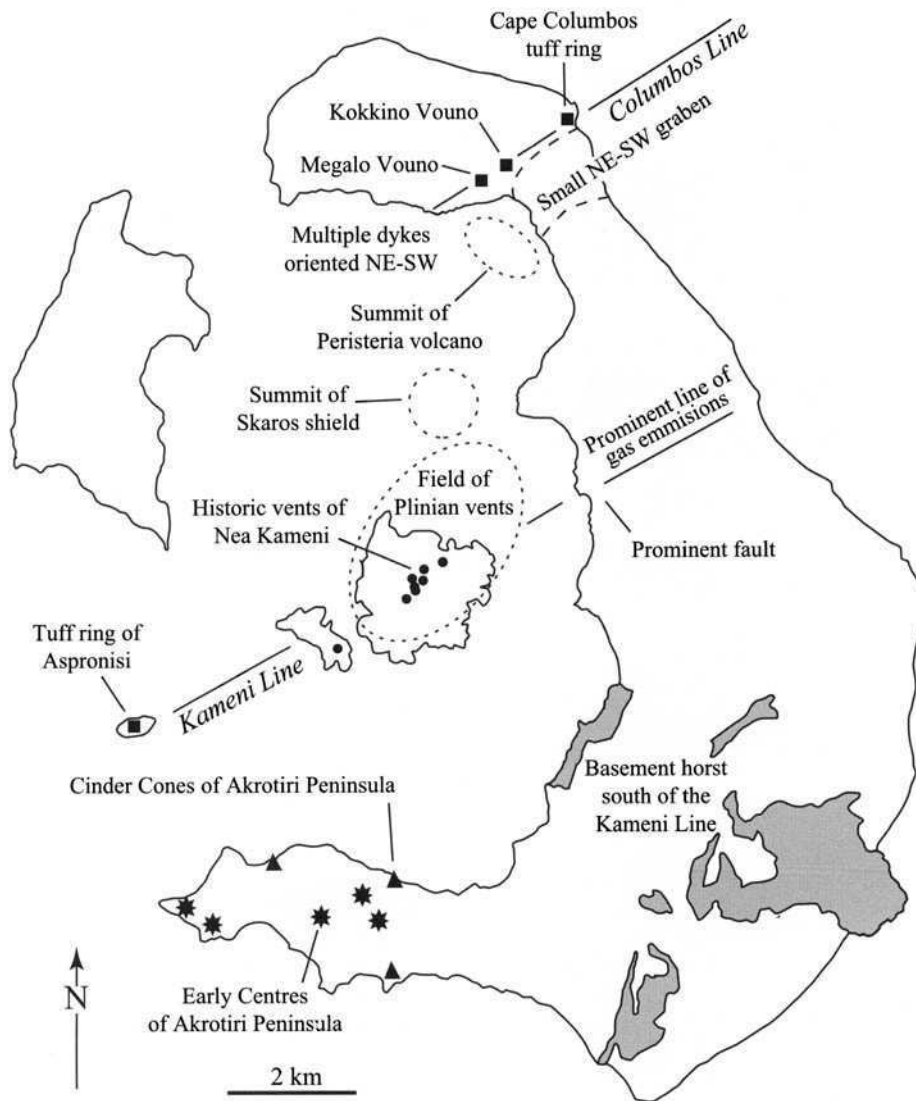 Cape Columbos
tuff ring
Columbos Line
Kokkino Vouno
Small NE-SW graben
Megalo Vouno
Multiple dykes
oriented NE-SW
Summit of
Peristeria volcano
Summit of
Skaros shield
Prominent line of
gas emmisions
Field of
Plinian vents
Historic vents of
Nea Kameni
Prominent fault
Tuff ring of
Aspronisi
Kameni Line
Cinder Cones of Akrotiri Peninsula
Basement horst
south of the
Kameni Line
Early Centres
of Akrotiri Peninsula
N
2 km